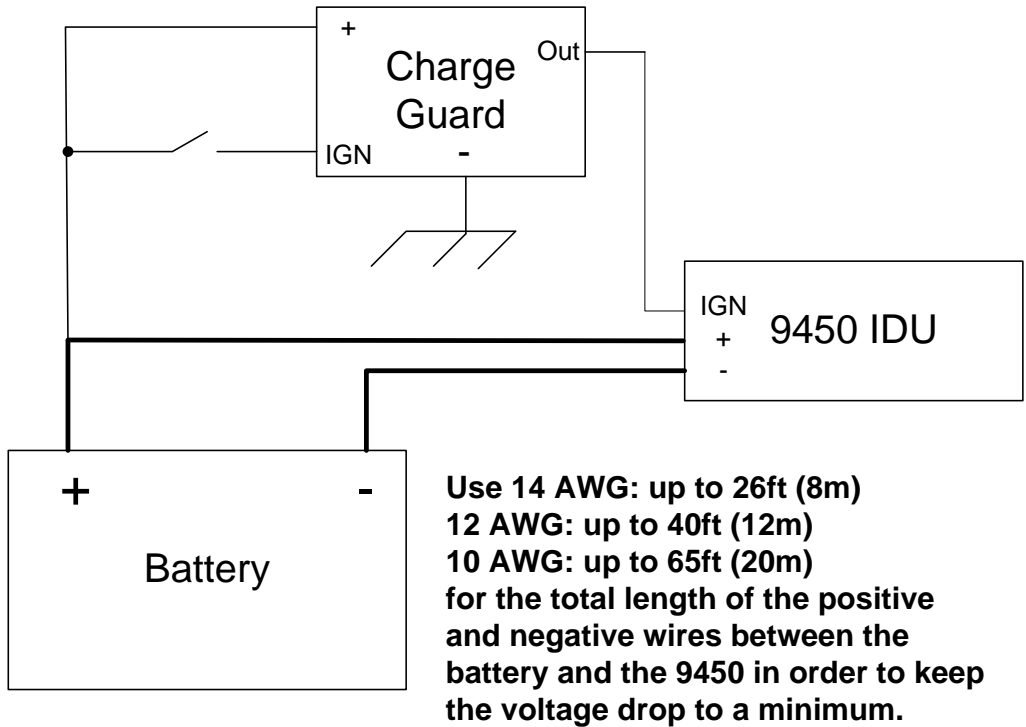 +
Charge
Guard
Out
IGN
-
IGN
+
-
9450 IDU
+
-
Battery
Use 14 AWG: up to 26ft (8m)
12 AWG: up to 40ft (12m)
10 AWG: up to 65ft (20m)
for the total length of the positive
and negative wires between the
battery and the 9450 in order to keep
the voltage drop to a minimum.